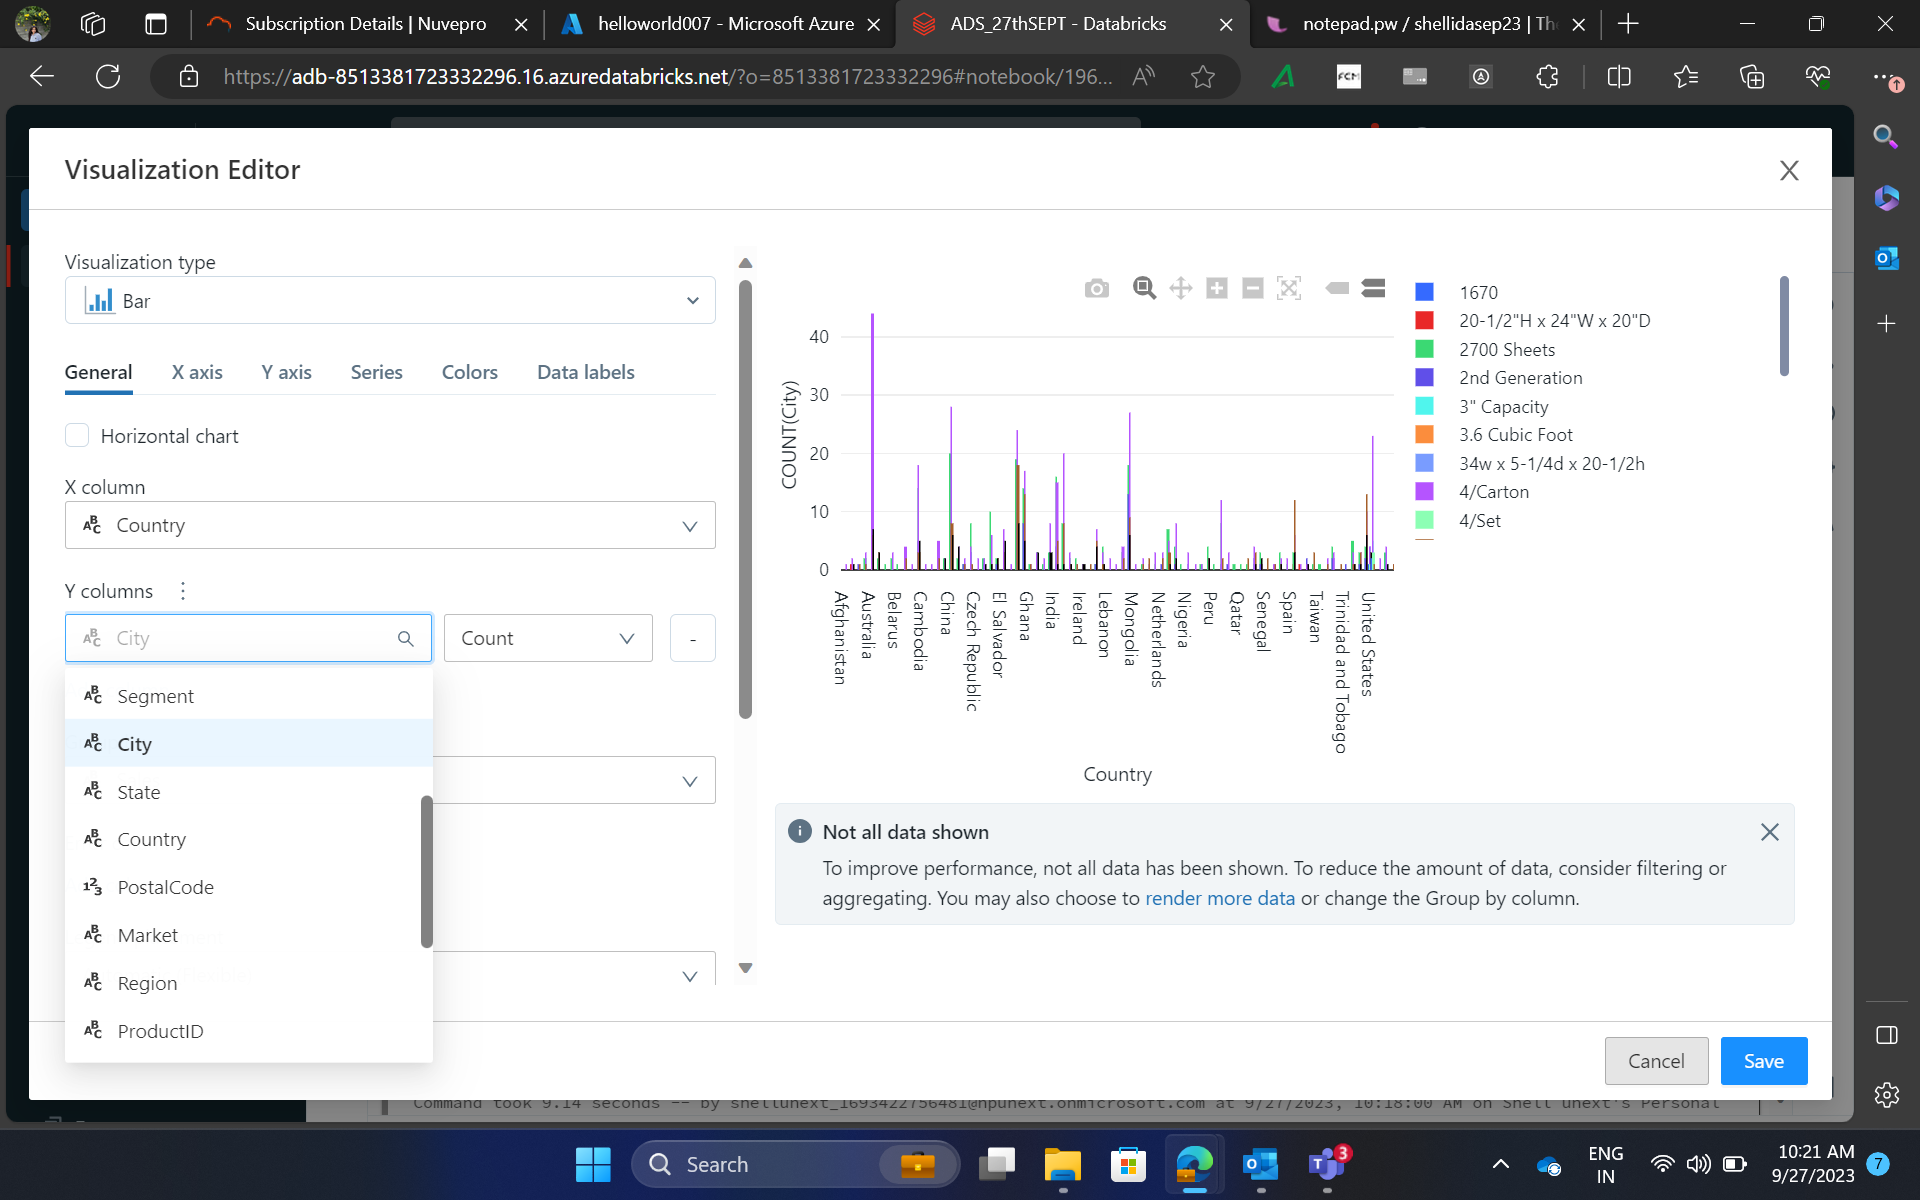 Subscription Details | Nuvepro
helloworld007 - Microsoft Azure
ADS_27thSEPT - Databricks
notepad.pw / shellidasep23 | Th
https://adb-8513381723332296.16.azuredatabricks.net/?o=8513381723332296#notebook/196...
Visualization Editor
Visualization type
Bar
General
X axis
Y axis
Series
Colors
Data labels
Horizontal chart
X column
Country
Y columns
City
Count
-
Segment
City
State
Country
PostalCode
Market
Region
ProductID
COUNT(City)
40
30
20
10
0
Afghanistan
Australia
Belarus
Cambodia
China
Czech Republic
El Salvador
Ghana
India
Ireland
Lebanon
Mongolia
Netherlands
Nigeria
Peru
Qatar
Senegal
Spain
Taiwan
Trinidad and Tobago
United States
Country
1670
20-1/2"H x 24"W x 20"D
2700 Sheets
2nd Generation
3" Capacity
3.6 Cubic Foot
34w x 5-1/4d x 20-1/2h
4/Carton
4/Set
Not all data shown
To improve performance, not all data has been shown. To reduce the amount of data, consider filtering or
aggregating. You may also choose to render more data or change the Group by column.
Cancel
Save
Command took 9.14 seconds -- by shellunext_1693422756481@npunext.onmicrosoft.com at 9/27/2023, 10:18:00 AM on Shell unext's Personal
Search
3
ENG
IN
10:21 AM
9/27/2023
7